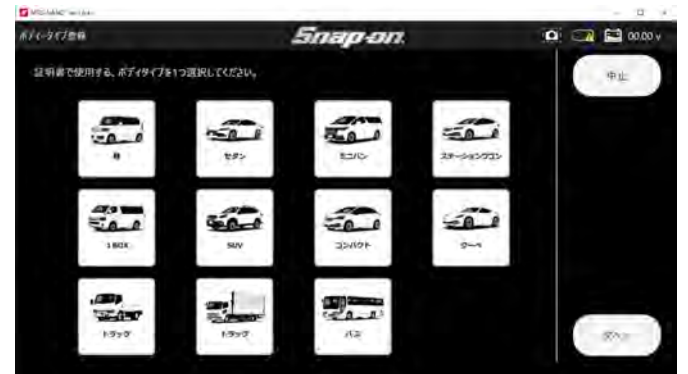 ボディータイプ登録
Snap-on
00.00 v
証明書で使用する、ボディタイプを1つ選択してください。
中止
軽
セダン
ミニバン
ステーションワゴン
1 BOX
SUV
コンパクト
クーペ
トラック
トラック
バス
次へ